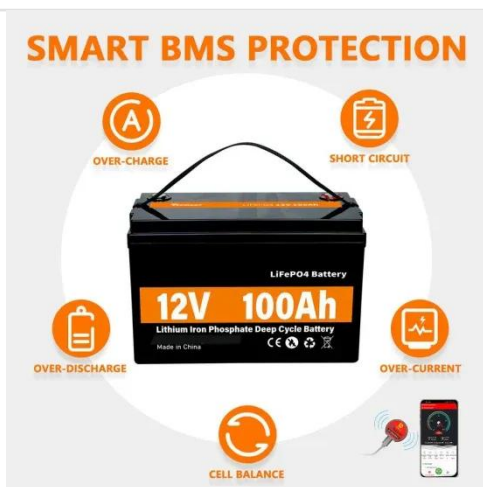 SMART BMS PROTECTION
A
OVER-CHARGE
SHORT CIRCUIT
LiFePO4 Battery
12V 100Ah
Lithium Iron Phosphate Deep Cycle Battery
Made in China
CE
OVER-DISCHARGE
OVER-CURRENT
CELL BALANCE